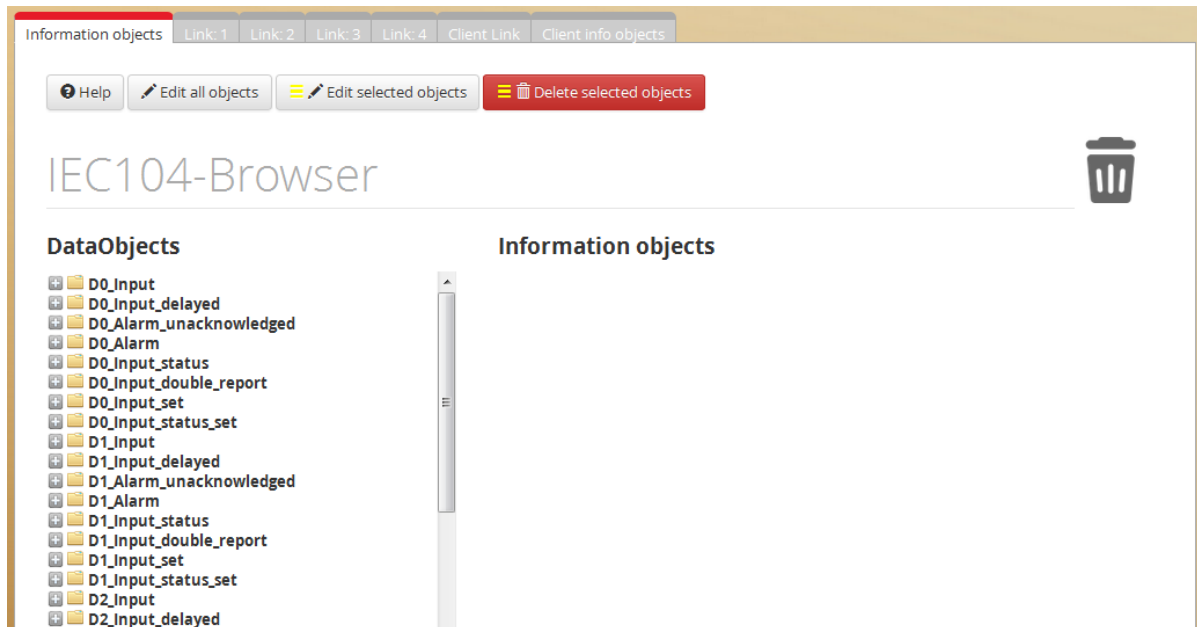 Information objects Link: 1 Link: 2 Link: 3 Link: 4 Client Link Client info objects
Help Edit all objects Edit selected objects Delete selected objects
IEC104-Browser
DataObjects Information objects
D0_Input
D0_Input_delayed
D0_Alarm_unacknowledged
D0_Alarm
D0_Input_status
D0_Input_double_report
D0_Input_set
D0_Input_status_set
D1_Input
D1_Input_delayed
D1_Alarm_unacknowledged
D1_Alarm
D1_Input_status
D1_Input_double_report
D1_Input_set
D1_Input_status_set
D2_Input
D2_Input_delayed